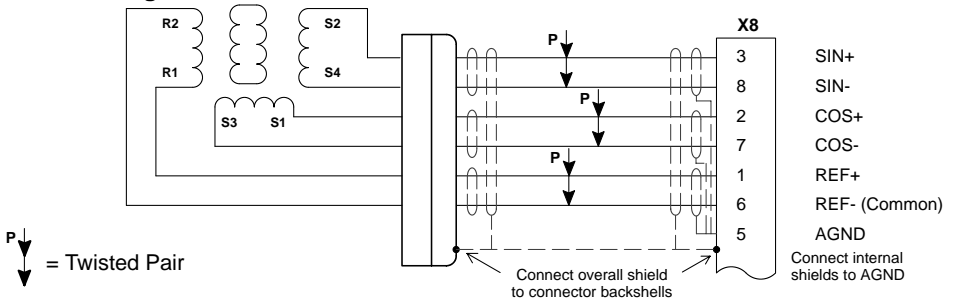 R2 S2 X8
P 3 SIN+
R1 S4 8 SIN-
P 2 COS+
S3 S1 7 COS-
P 1 REF+
6 REF- (Common)
5 AGND
P = Twisted Pair
Connect overall shield
to connector backshells
Connect internal
shields to AGND